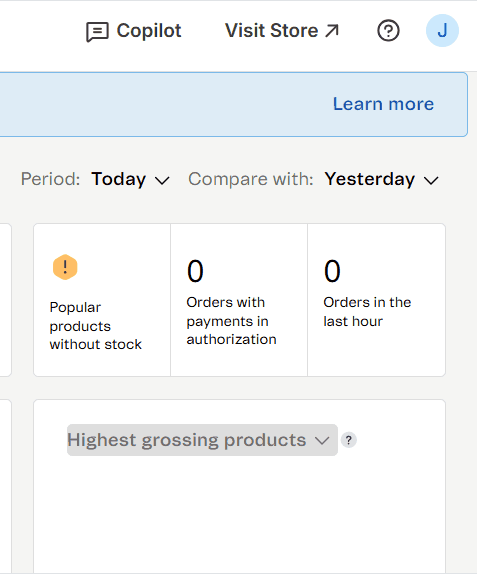 Copilot Visit Store ? J
Learn more
Period: Today Compare with: Yesterday
!
Popular
products
without stock
0
Orders with
payments in
authorization
0
Orders in the
last hour
Highest grossing products ?